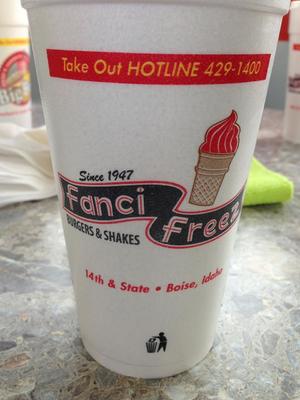 Take Out HOTLINE 429-1400
Since 1947
Fanci Freez
BURGERS & SHAKES
14th & State • Boise, Idaho